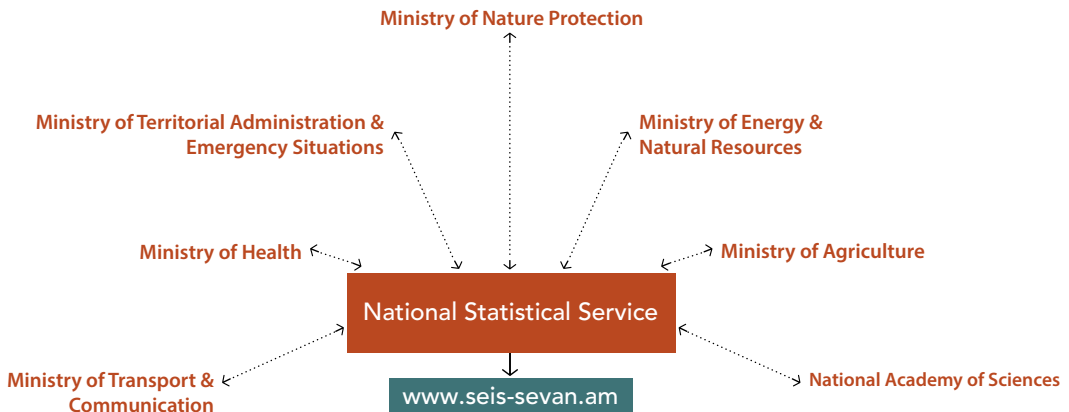 Ministry of Nature Protection
Ministry of Territorial Administration &
Emergency Situations
Ministry of Energy &
Natural Resources
Ministry of Health
Ministry of Agriculture
National Statistical Service
Ministry of Transport &
Communication
National Academy of Sciences
www.seis-sevan.am